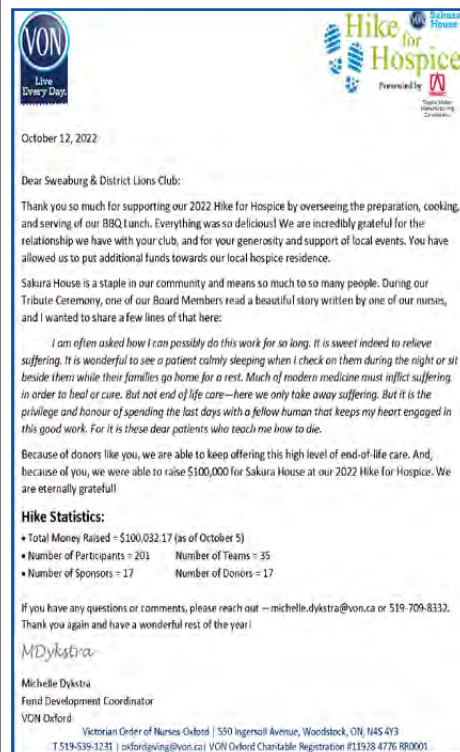 VON
Live
Every Day.
Hike
for
Hospice
VON Sakura
House
Presented by
Toyota Motor
Manufacturing
October 12, 2022
Dear Sweaburg & District Lions Club:
Thank you so much for supporting our 2022 Hike for Hospice by overseeing the preparation, cooking,
and serving of our BBQ Lunch. Everything was so delicious! We are incredibly grateful for the
relationship we have with your club, and for your generosity and support of local events. You have
allowed us to put additional funds towards our local hospice residence.
Sakura House is a staple in our community and means so much to so many people. During our
Tribute Ceremony, one of our Board Members read a beautiful story written by one of our nurses,
and I wanted to share a few lines of that here:
I am often asked how I can possibly do this work for so long. It is sweet indeed to relieve
suffering. It is wonderful to see a patient calmly sleeping when I check on them during the night or sit
beside them while their families go home for a rest. Much of modern medicine must inflict suffering
in order to heal or cure. But not end of life care—here we only take away suffering. But it is the
privilege and honour of spending the last days with a fellow human that keeps my heart engaged in
this good work. For it is these dear patients who teach me how to die.
Because of donors like you, we are able to keep offering this high level of end-of-life care. And,
because of you, we were able to raise $100,000 for Sakura House at our 2022 Hike for Hospice. We
are eternally grateful!
Hike Statistics:
• Total Money Raised = $100,032.17 (as of October 5)
• Number of Participants = 201 Number of Teams = 35
• Number of Sponsors = 17 Number of Donors = 17
If you have any questions or comments, please reach out — michelle.dykstra@von.ca or 519-709-8332.
Thank you again and have a wonderful rest of the year!
MDykstra
Michelle Dykstra
Fund Development Coordinator
VON Oxford
Victorian Order of Nurses-Oxford | 550 Ingersoll Avenue, Woodstock, ON, N4S 4Y3
T 519-539-1231 | oxfordgiving@von.ca | VON Oxford Charitable Registration #11928 4776 RR0001